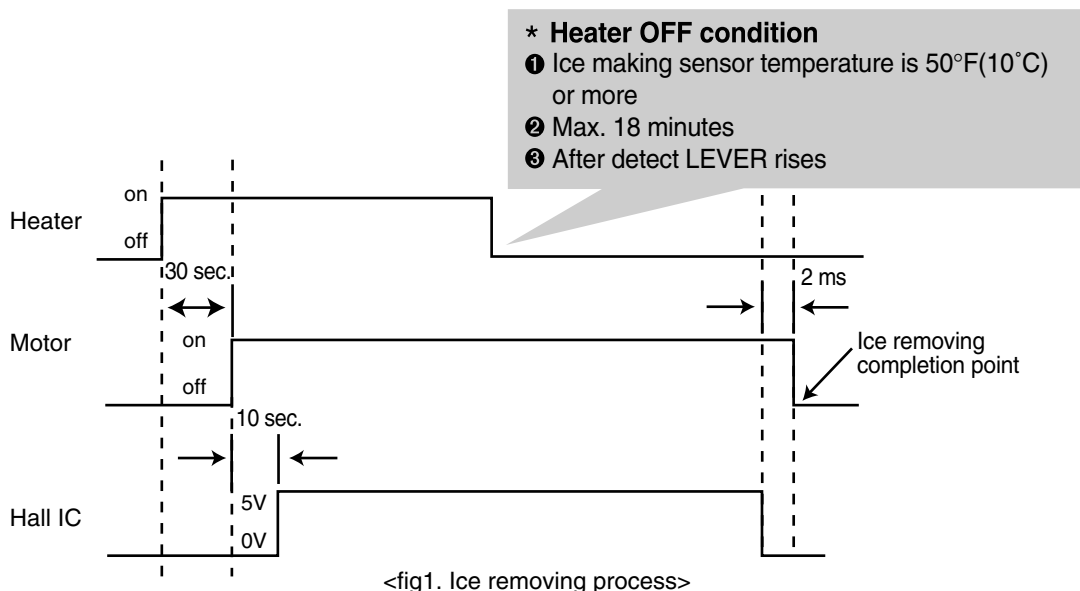 * Heater OFF condition
❶ Ice making sensor temperature is 50°F(10˚C)
or more
❷ Max. 18 minutes
❸ After detect LEVER rises
Heater
on
off
30 sec.
2 ms
Motor
on
off
Ice removing
completion point
10 sec.
Hall IC
5V
0V
<fig1. Ice removing process>